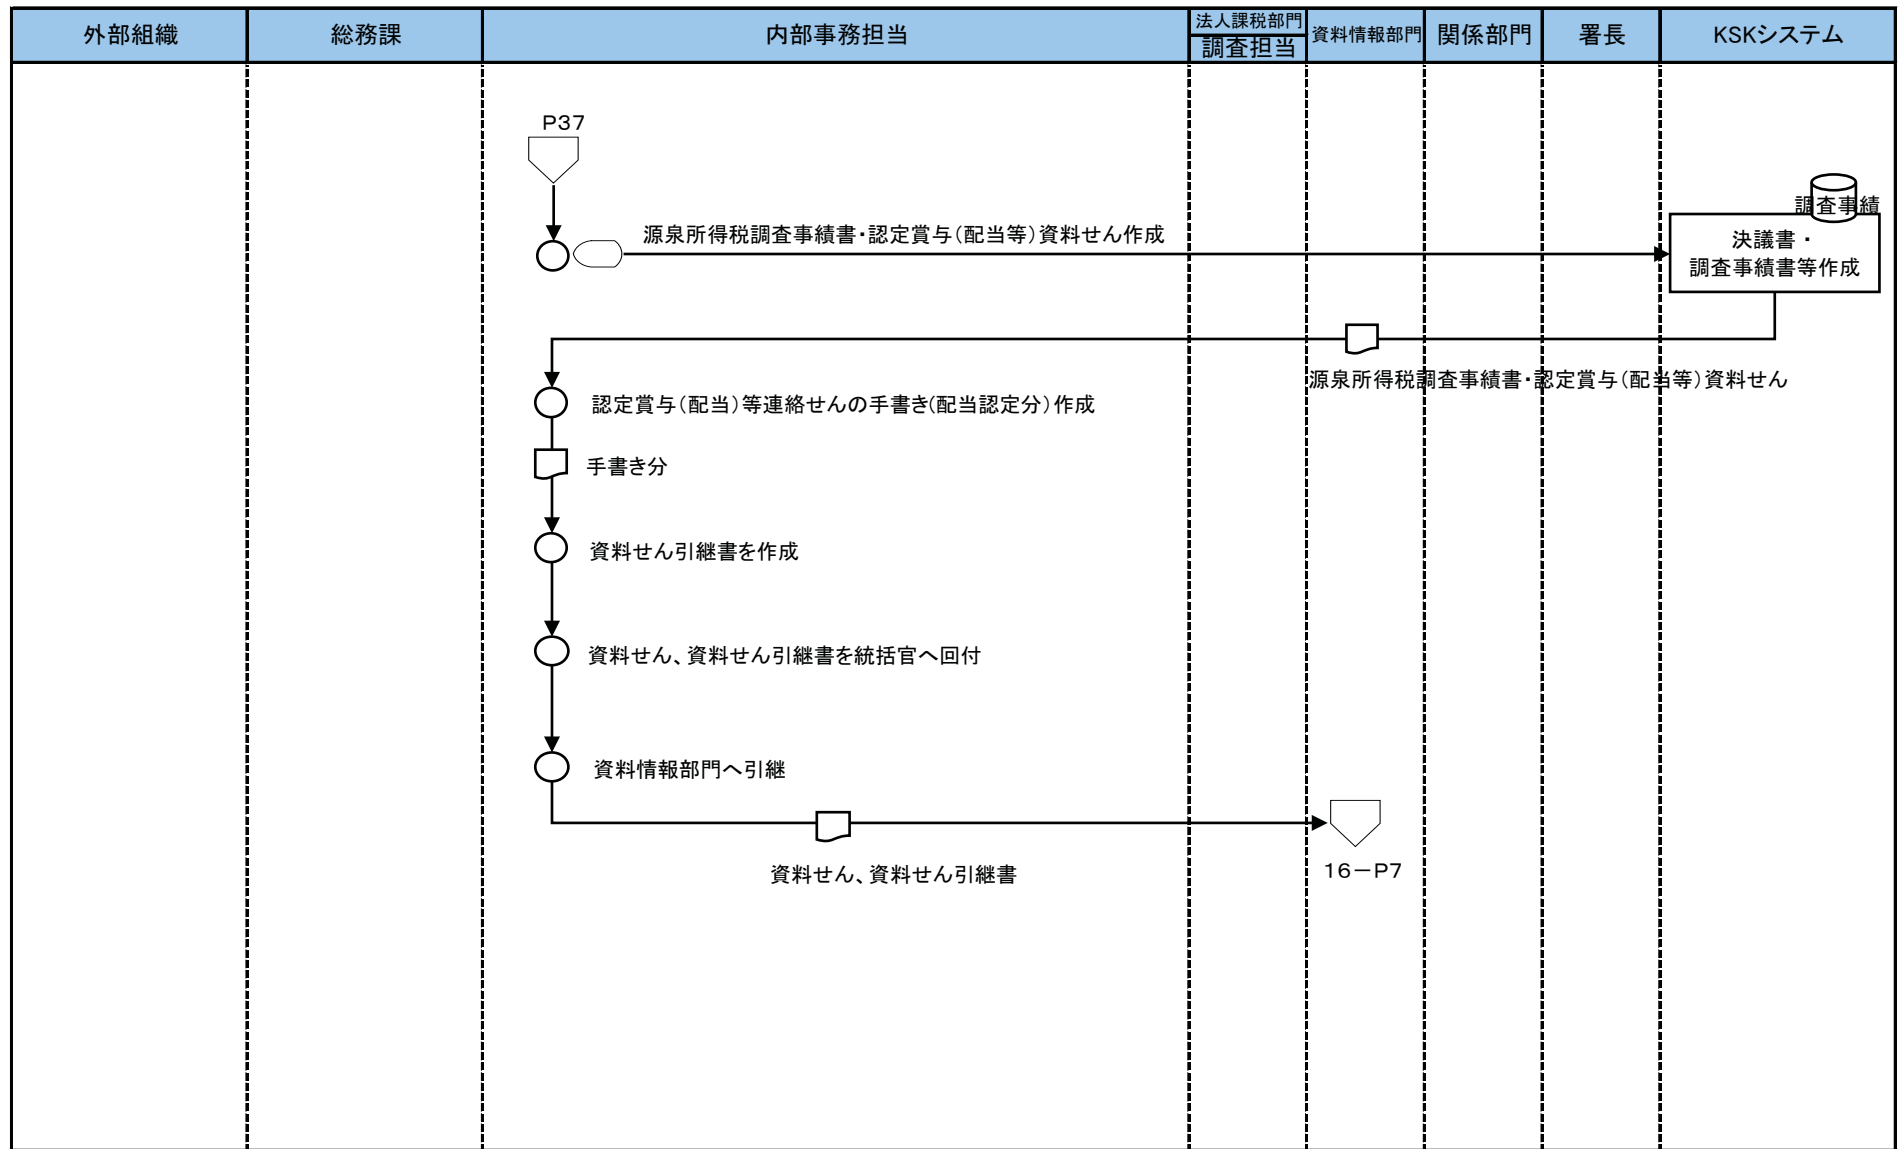 外部組織
総務課
内部事務担当
法人課税部門
調査担当
資料情報部門
関係部門
署長
KSKシステム
P37
調査事績
源泉所得税調査事績書・認定賞与(配当等)資料せん作成
決議書・
調査事績書等作成
源泉所得税調査事績書・認定賞与(配当等)資料せん
認定賞与(配当)等連絡せんの手書き(配当認定分)作成
手書き分
資料せん引継書を作成
資料せん、資料せん引継書を統括官へ回付
資料情報部門へ引継
資料せん、資料せん引継書
16－P7